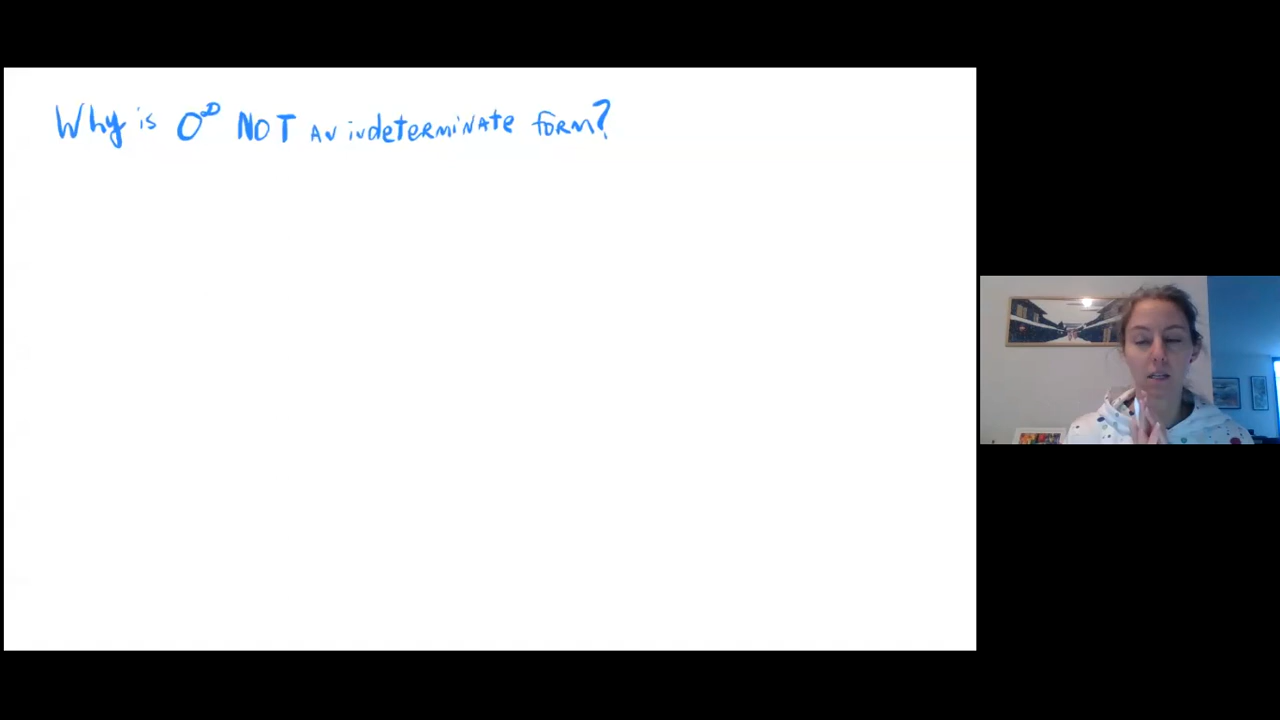 Why is 0^∞ NOT an indeterminate form?